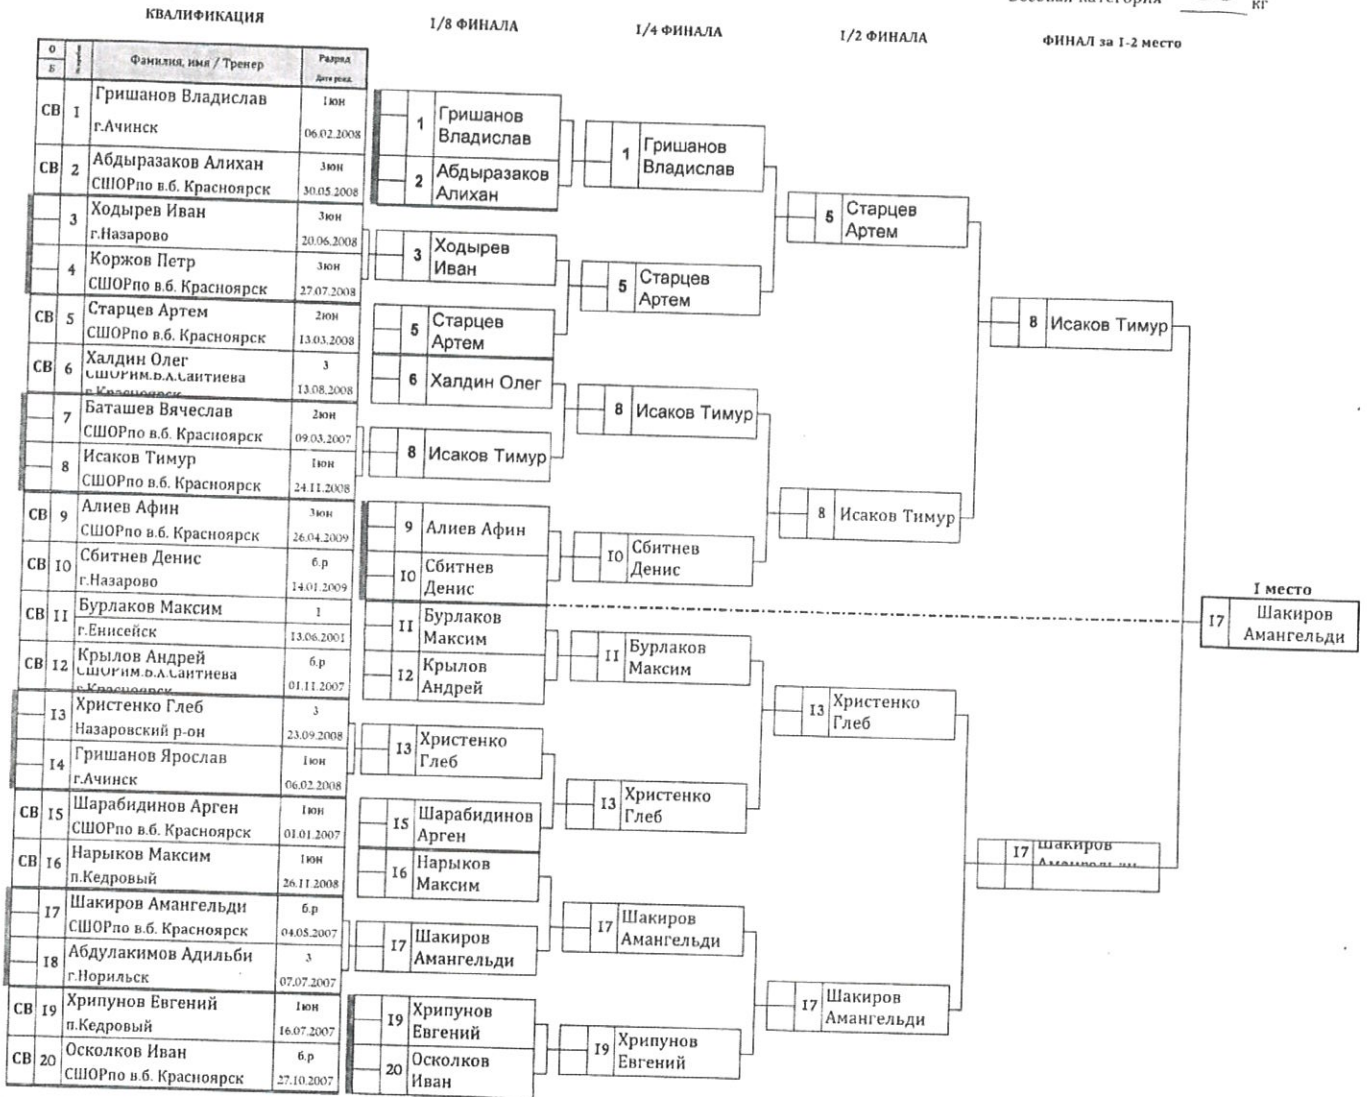 Весовая категория кг
КВАЛИФИКАЦИЯ
1/8 ФИНАЛА
1/4 ФИНАЛА
1/2 ФИНАЛА
ФИНАЛ за 1-2 место
О
Б
Фамилия, имя / Тренер
Разряд
Дата рожд.
СВ 1 Гришанов Владислав 1юн
г.Ачинск 06.02.2008
СВ 2 Абдыразаков Алихан 3юн
СШОРпо в.б. Красноярск 30.05.2008
3 Ходырев Иван 3юн
г.Назарово 20.06.2008
4 Коржов Петр 3юн
СШОРпо в.б. Красноярск 27.07.2008
СВ 5 Старцев Артем 2юн
СШОРпо в.б. Красноярск 13.03.2008
СВ 6 Халдин Олег 3
СШОРим.Б.Х.Сайтиева
г.Красноярск 13.08.2008
7 Баташев Вячеслав 2юн
СШОРпо в.б. Красноярск 09.03.2007
8 Исаков Тимур 1юн
СШОРпо в.б. Красноярск 24.11.2008
СВ 9 Алиев Афин 3юн
СШОРпо в.б. Красноярск 26.04.2009
СВ 10 Сбитнев Денис б.р
г.Назарово 14.01.2009
СВ 11 Бурлаков Максим 1
г.Енисейск 13.06.2001
СВ 12 Крылов Андрей б.р
СШОРим.Б.Х.Сайтиева
г.Красноярск 01.11.2007
13 Христенко Глеб 3
Назаровский р-он 23.09.2008
14 Гришанов Ярослав 1юн
г.Ачинск 06.02.2008
СВ 15 Шарабидинов Арген 1юн
СШОРпо в.б. Красноярск 01.01.2007
СВ 16 Нарыков Максим 1юн
п.Кедровый 26.11.2008
17 Шакиров Амангельди б.р
СШОРпо в.б. Красноярск 04.05.2007
18 Абдулакимов Адильби 3
г.Норильск 07.07.2007
СВ 19 Хрипунов Евгений 1юн
п.Кедровый 16.07.2007
СВ 20 Осколков Иван б.р
СШОРпо в.б. Красноярск 27.10.2007
1 Гришанов
Владислав
2 Абдыразаков
Алихан
3 Ходырев
Иван
5 Старцев
Артем
6 Халдин Олег
8 Исаков Тимур
9 Алиев Афин
10 Сбитнев
Денис
11 Бурлаков
Максим
12 Крылов
Андрей
13 Христенко
Глеб
15 Шарабидинов
Арген
16 Нарыков
Максим
17 Шакиров
Амангельди
19 Хрипунов
Евгений
20 Осколков
Иван
1 Гришанов
Владислав
5 Старцев
Артем
8 Исаков Тимур
10 Сбитнев
Денис
11 Бурлаков
Максим
13 Христенко
Глеб
17 Шакиров
Амангельди
19 Хрипунов
Евгений
5 Старцев
Артем
8 Исаков Тимур
13 Христенко
Глеб
17 Шакиров
Амангельди
8 Исаков Тимур
17 Шакиров
Амангельди
1 место
17 Шакиров
Амангельди